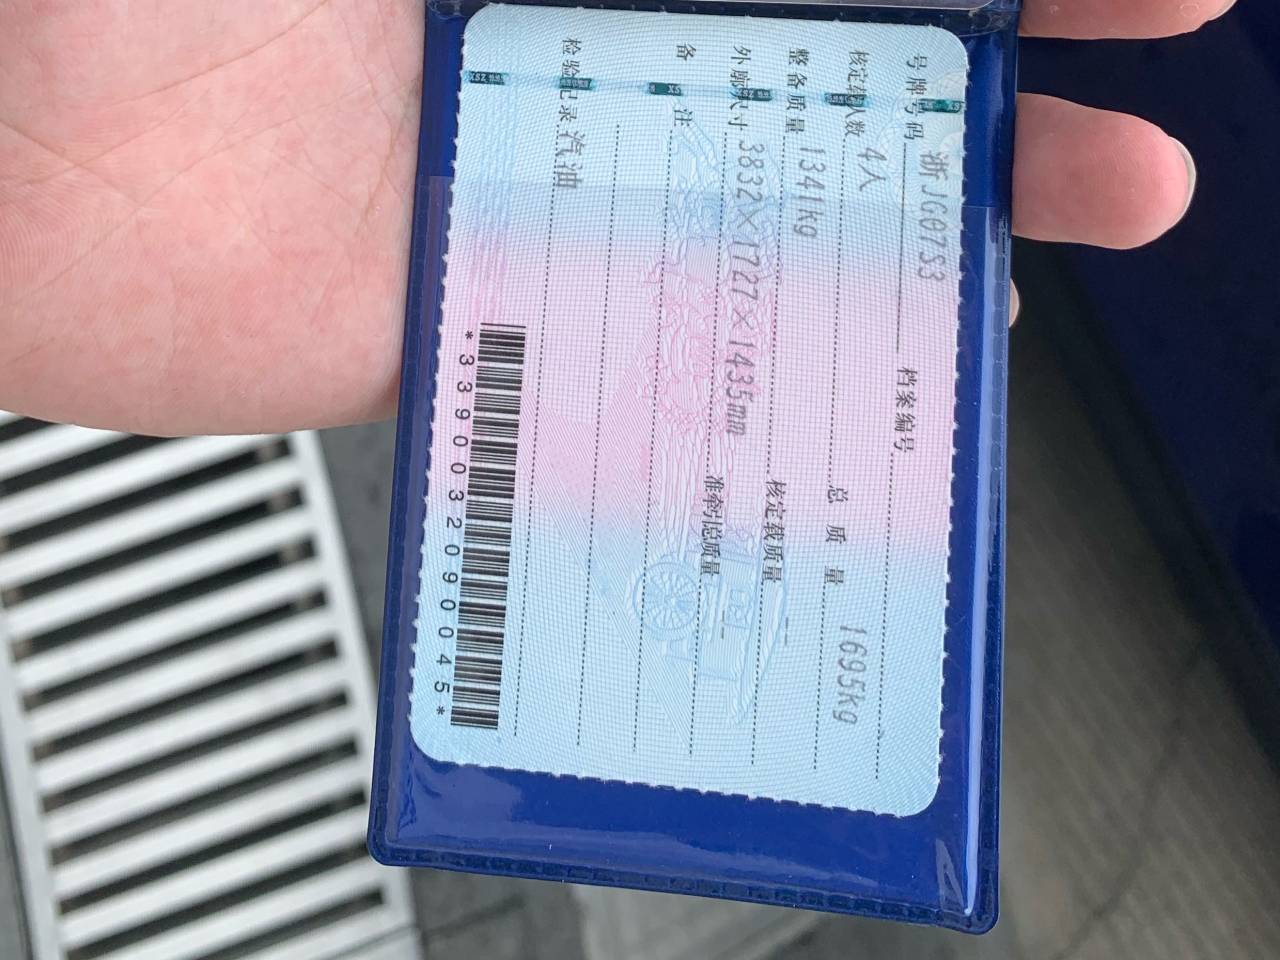 号牌号码 浙JG07S3 档案编号
核定载人数 4人 总质量 1695kg
整备质量 1341kg 核定载质量 --
外廓尺寸 3832×1727×1435mm 准牵引总质量 --
备注
检验记录 汽油
*3390032090045*